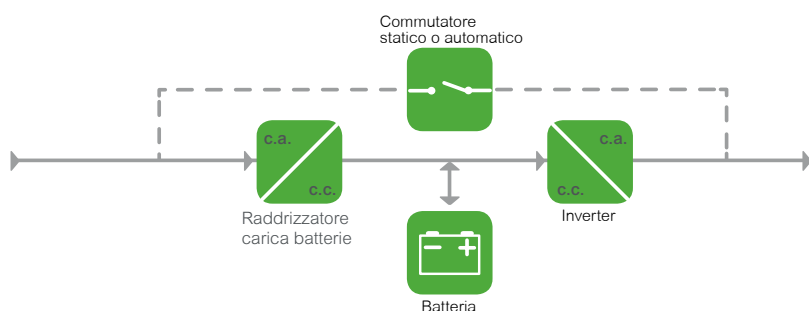 Commutatore
statico o automatico
c.a.
c.c.
Raddrizzatore
carica batterie
c.a.
c.c.
Inverter
Batteria